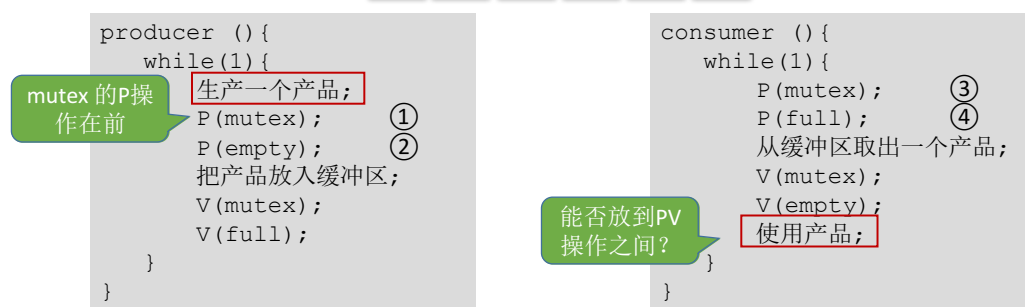 producer (){
while(1){
生产一个产品;
P(mutex); ①
P(empty); ②
把产品放入缓冲区;
V(mutex);
V(full);
}
}
mutex 的P操
作在前
consumer (){
while(1){
P(mutex); ③
P(full); ④
从缓冲区取出一个产品;
V(mutex);
V(empty);
使用产品;
}
}
能否放到PV
操作之间?